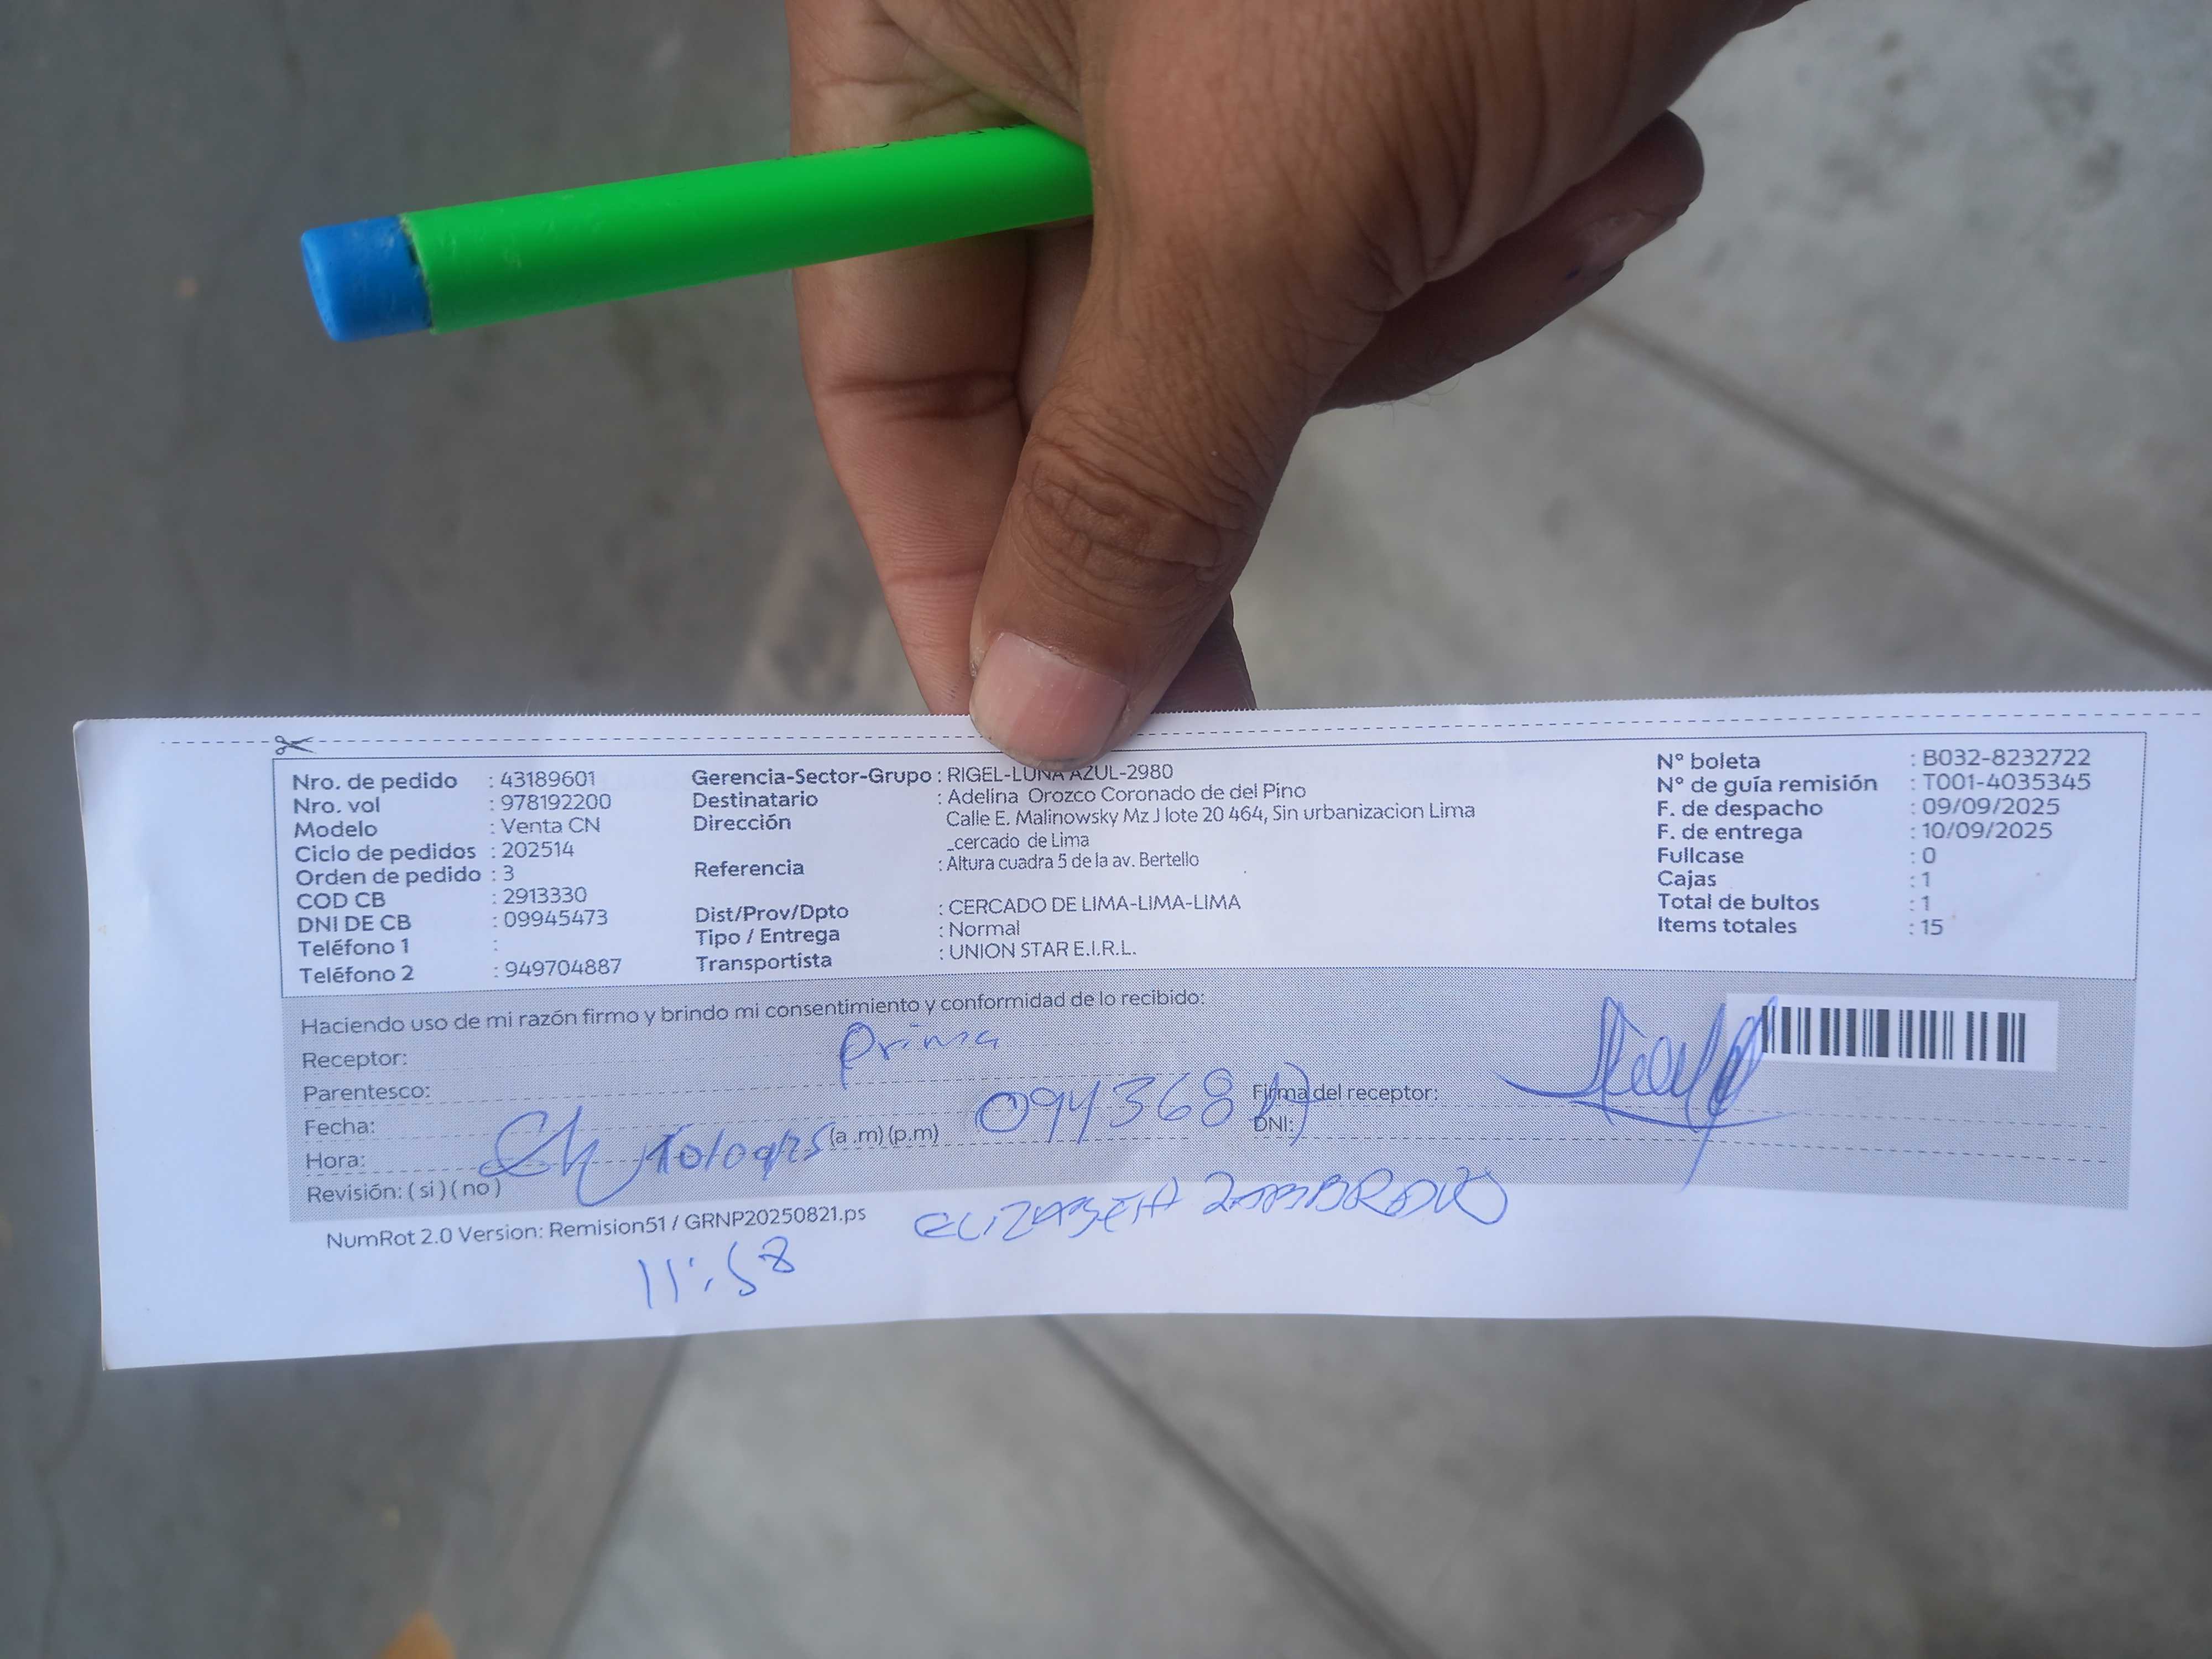 Nro. de pedido : 43189601
Nro. vol : 978192200
Modelo : Venta CN
Ciclo de pedidos : 202514
Orden de pedido : 3
COD CB : 2913330
DNI DE CB : 09945473
Teléfono 1 :
Teléfono 2 : 949704887
Gerencia-Sector-Grupo : RIGEL-LUNA AZUL-2980
Destinatario : Adelina Orozco Coronado de del Pino
Dirección Calle E. Malinowsky Mz J lote 20 464, Sin urbanizacion Lima
_cercado de Lima
Referencia : Altura cuadra 5 de la av. Bertello
Dist/Prov/Dpto : CERCADO DE LIMA-LIMA-LIMA
Tipo / Entrega : Normal
Transportista : UNION STAR E.I.R.L.
N° boleta : B032-8232722
N° de guía remisión : T001-4035345
F. de despacho : 09/09/2025
F. de entrega : 10/09/2025
Fullcase : 0
Cajas : 1
Total de bultos : 1
Items totales : 15
Haciendo uso de mi razón firmo y brindo mi consentimiento y conformidad de lo recibido:
Receptor:
Prima
Parentesco:
Firma del receptor:
Fecha:
DNI:
Hora: (a .m) (p.m)
Revisión: ( si ) ( no )
NumRot 2.0 Version: Remision51 / GRNP20250821.ps
ELIZABETH
11:58